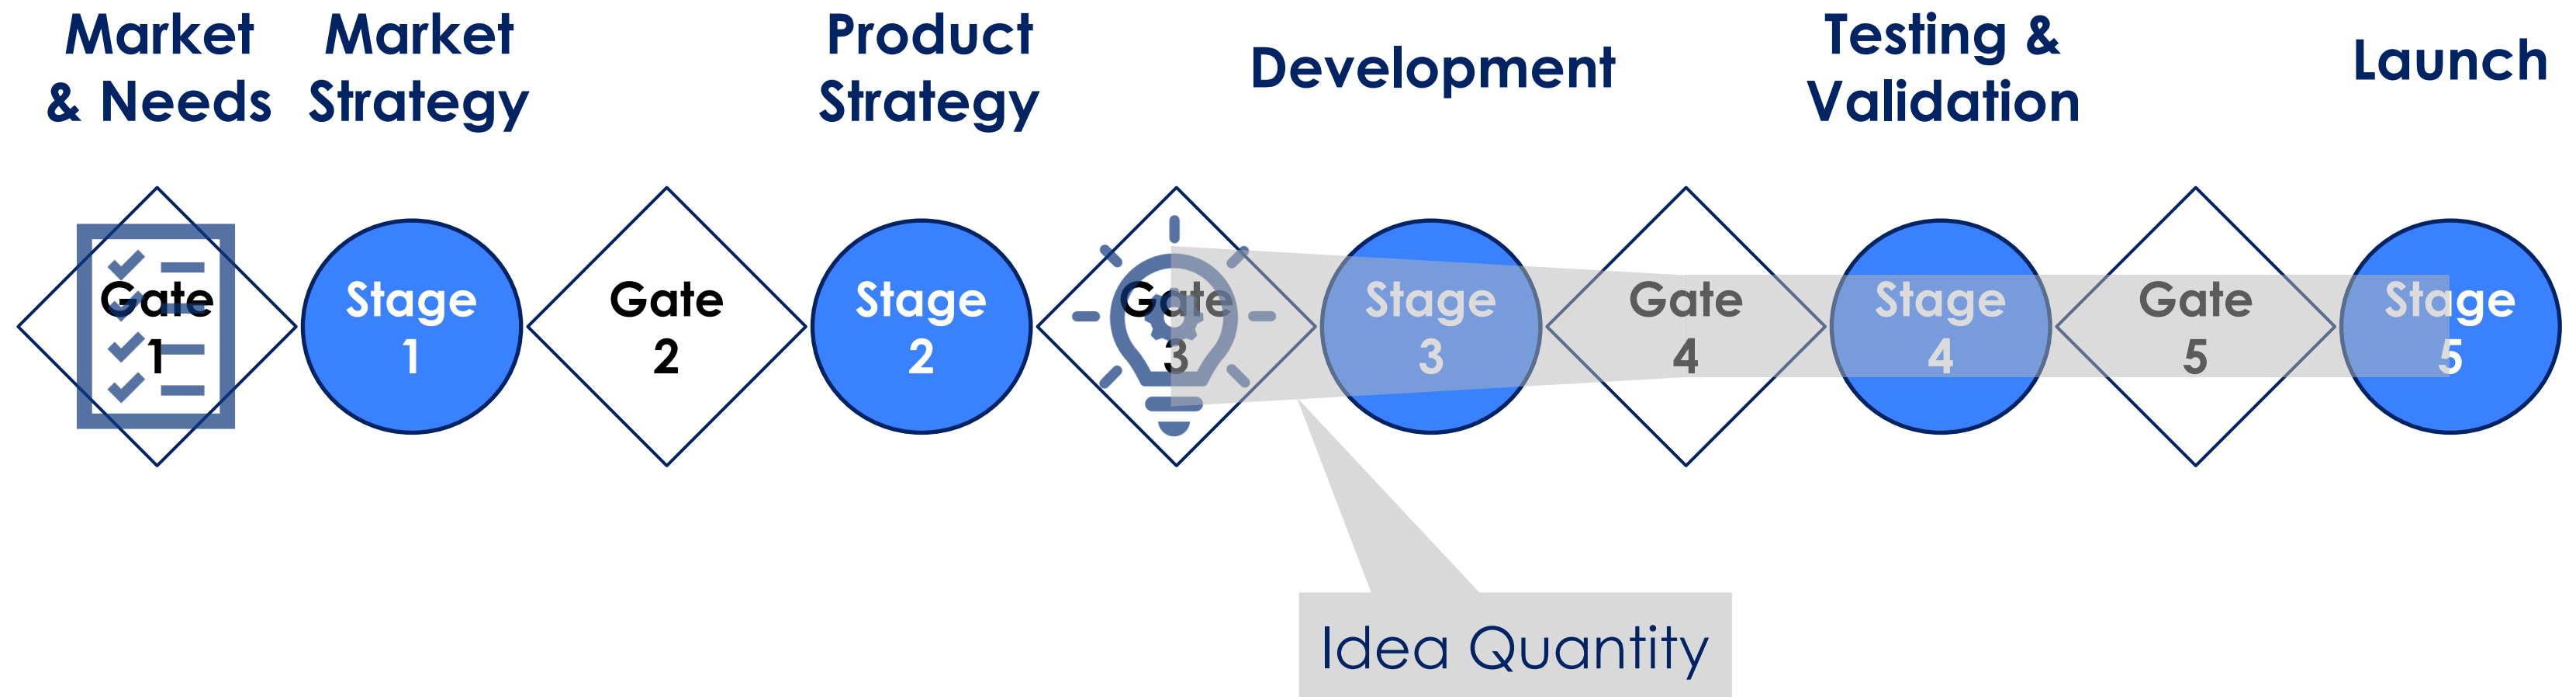 Market
& Needs
Market
Strategy
Product
Strategy
Development
Testing &
Validation
Launch
Gate
1
Stage
1
Gate
2
Stage
2
Gate
3
Stage
3
Gate
4
Stage
4
Gate
5
Stage
5
Idea Quantity